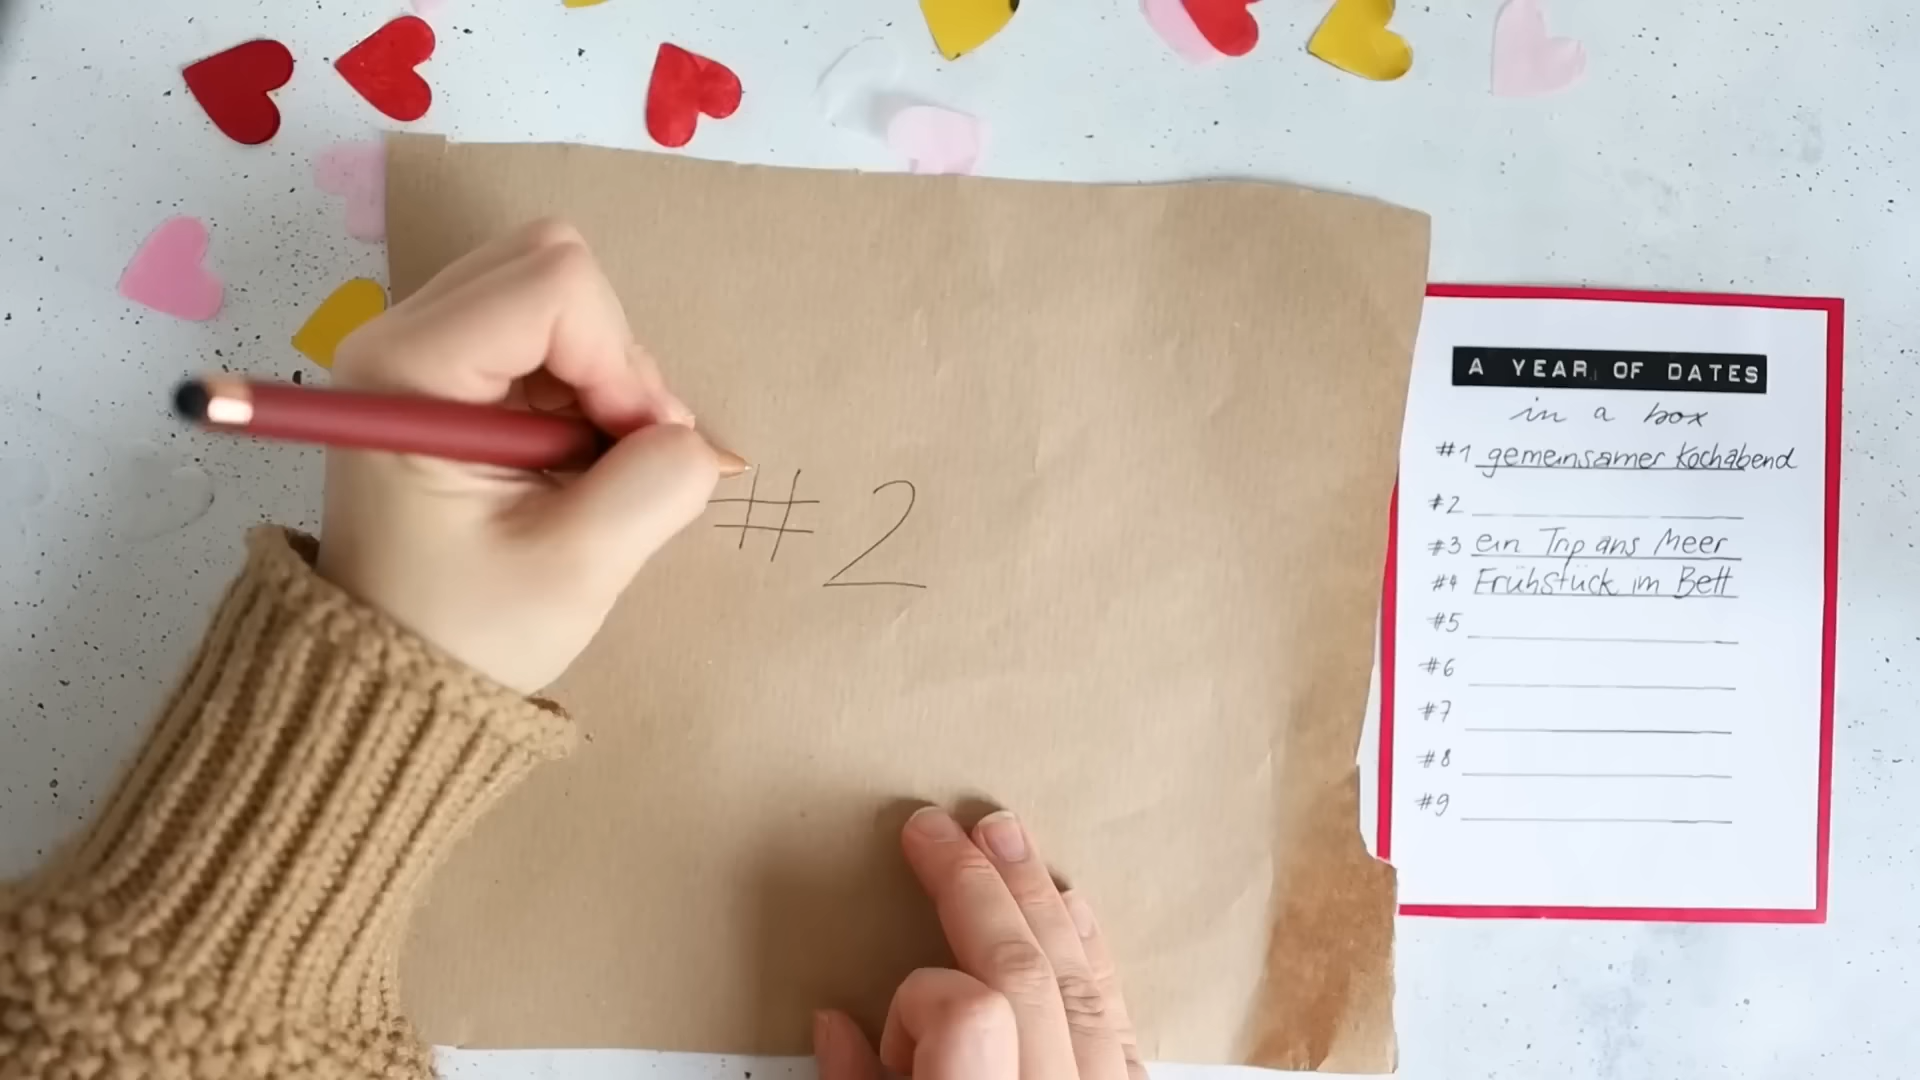 #2
A YEAR OF DATES
in a box
#1 gemeinsamer Kochabend
#2
#3 ein Trip ans Meer
#4 Frühstück im Bett
#5
#6
#7
#8
#9